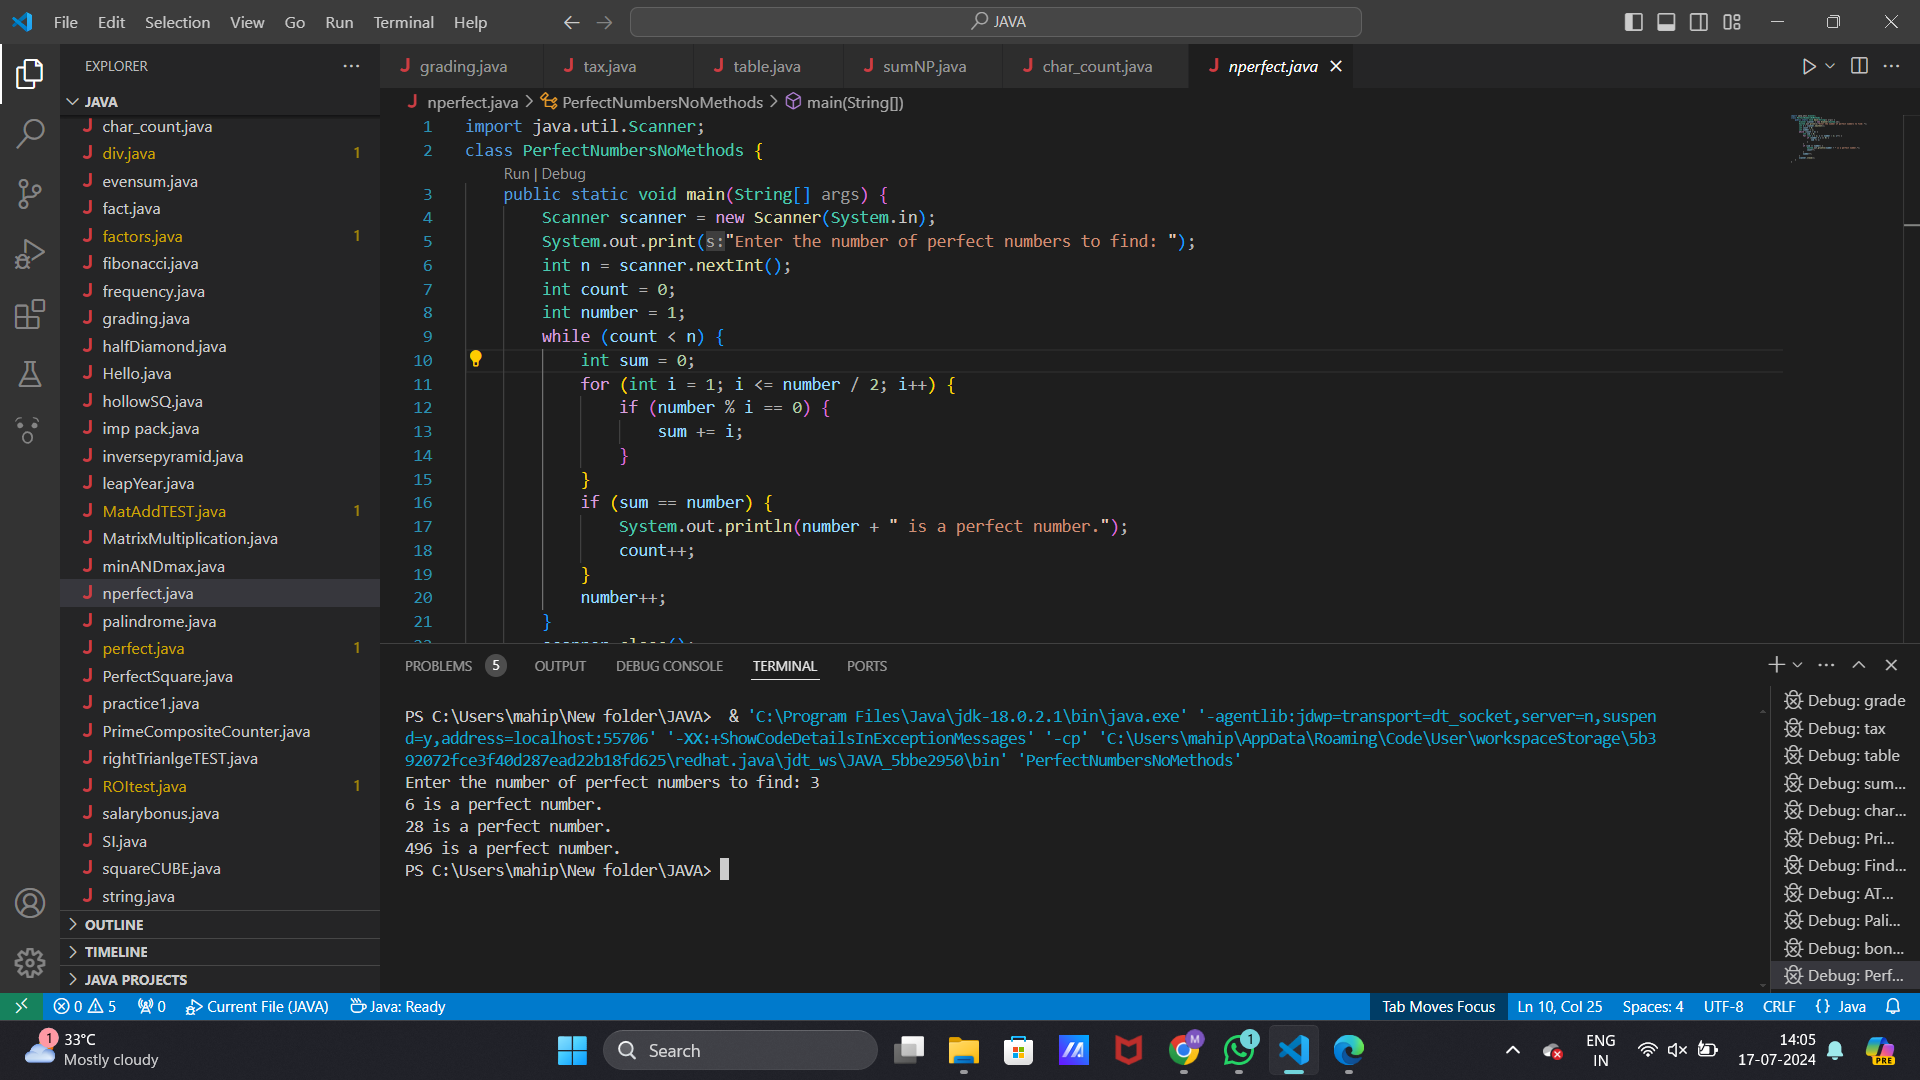 File Edit Selection View Go Run Terminal Help JAVA
EXPLORER
JAVA
char_count.java
div.java 1
evensum.java
fact.java
factors.java 1
fibonacci.java
frequency.java
grading.java
halfDiamond.java
Hello.java
hollowSQ.java
imp pack.java
inversepyramid.java
leapYear.java
MatAddTEST.java 1
MatrixMultiplication.java
minANDmax.java
nperfect.java
palindrome.java
perfect.java 1
PerfectSquare.java
practice1.java
PrimeCompositeCounter.java
rightTrianlgeTEST.java
ROItest.java 1
salarybonus.java
SI.java
squareCUBE.java
string.java
OUTLINE
TIMELINE
JAVA PROJECTS
grading.java tax.java table.java sumNP.java char_count.java nperfect.java
nperfect.java > PerfectNumbersNoMethods > main(String[])
1 import java.util.Scanner;
2 class PerfectNumbersNoMethods {
Run | Debug
3 public static void main(String[] args) {
4 Scanner scanner = new Scanner(System.in);
5 System.out.print(s:"Enter the number of perfect numbers to find: ");
6 int n = scanner.nextInt();
7 int count = 0;
8 int number = 1;
9 while (count < n) {
10 int sum = 0;
11 for (int i = 1; i <= number / 2; i++) {
12 if (number % i == 0) {
13 sum += i;
14 }
15 }
16 if (sum == number) {
17 System.out.println(number + " is a perfect number.");
18 count++;
19 }
20 number++;
21 }
22 scanner.close();
PROBLEMS 5 OUTPUT DEBUG CONSOLE TERMINAL PORTS
PS C:\Users\mahip\New folder\JAVA> & 'C:\Program Files\Java\jdk-18.0.2.1\bin\java.exe' '-agentlib:jdwp=transport=dt_socket,server=n,suspen
d=y,address=localhost:55706' '-XX:+ShowCodeDetailsInExceptionMessages' '-cp' 'C:\Users\mahip\AppData\Roaming\Code\User\workspaceStorage\5b3
92072fce3f40d287ead22b18fd625\redhat.java\jdt_ws\JAVA_5bbe2950\bin' 'PerfectNumbersNoMethods'
Enter the number of perfect numbers to find: 3
6 is a perfect number.
28 is a perfect number.
496 is a perfect number.
PS C:\Users\mahip\New folder\JAVA>
Debug: grade
Debug: tax
Debug: table
Debug: sum...
Debug: char...
Debug: Pri...
Debug: Find...
Debug: AT...
Debug: Pali...
Debug: bon...
Debug: Perf...
0 5 0 Current File (JAVA) Java: Ready Tab Moves Focus Ln 10, Col 25 Spaces: 4 UTF-8 CRLF {} Java
1 33°C
Mostly cloudy
Search
M
1
PRE
ENG
IN
14:05
17-07-2024